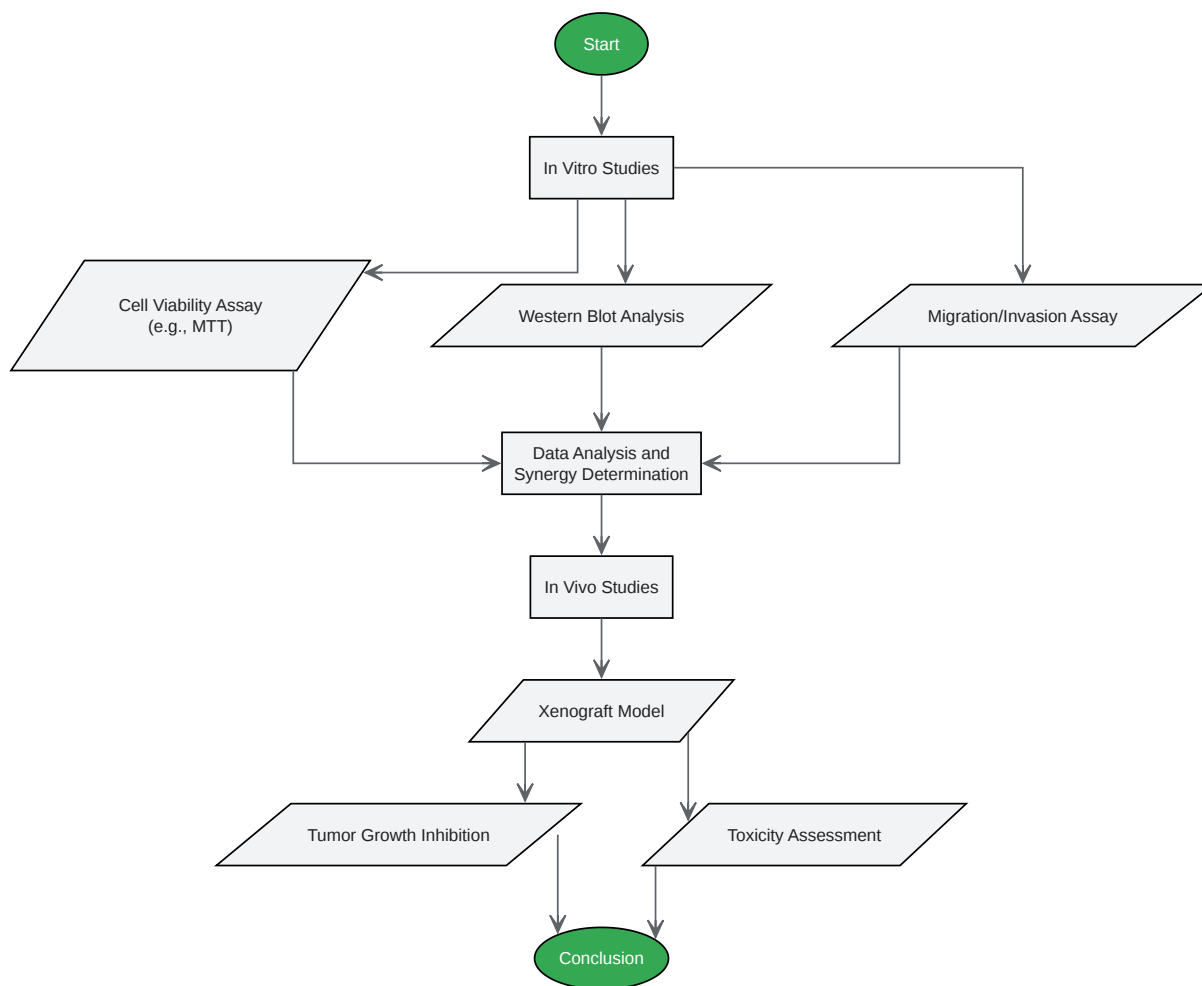 Start
In Vitro Studies
Cell Viability Assay
(e.g., MTT)
Western Blot Analysis
Migration/Invasion Assay
Data Analysis and
Synergy Determination
In Vivo Studies
Xenograft Model
Tumor Growth Inhibition
Toxicity Assessment
Conclusion